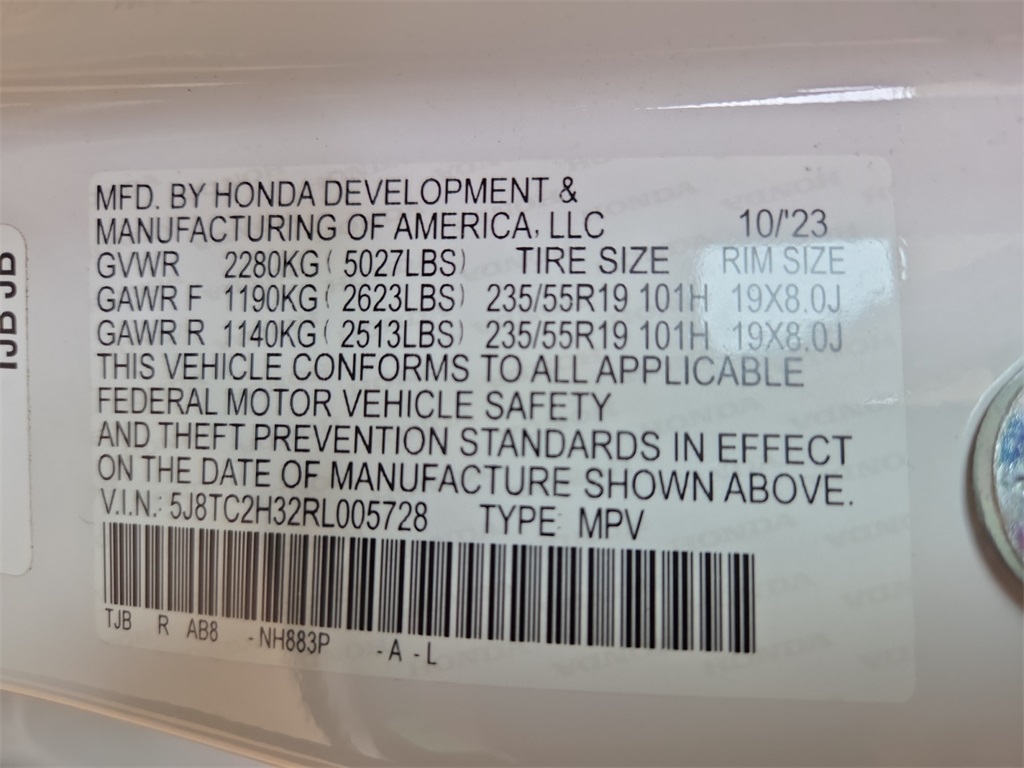 MFD. BY HONDA DEVELOPMENT &
MANUFACTURING OF AMERICA, LLC 10/'23
GVWR 2280KG ( 5027LBS) TIRE SIZE RIM SIZE
GAWR F 1190KG ( 2623LBS) 235/55R19 101H 19X8.0J
GAWR R 1140KG ( 2513LBS) 235/55R19 101H 19X8.0J
THIS VEHICLE CONFORMS TO ALL APPLICABLE
FEDERAL MOTOR VEHICLE SAFETY
AND THEFT PREVENTION STANDARDS IN EFFECT
ON THE DATE OF MANUFACTURE SHOWN ABOVE.
V.I.N.: 5J8TC2H32RL005728 TYPE: MPV
TJB R AB8 -NH883P -A -L